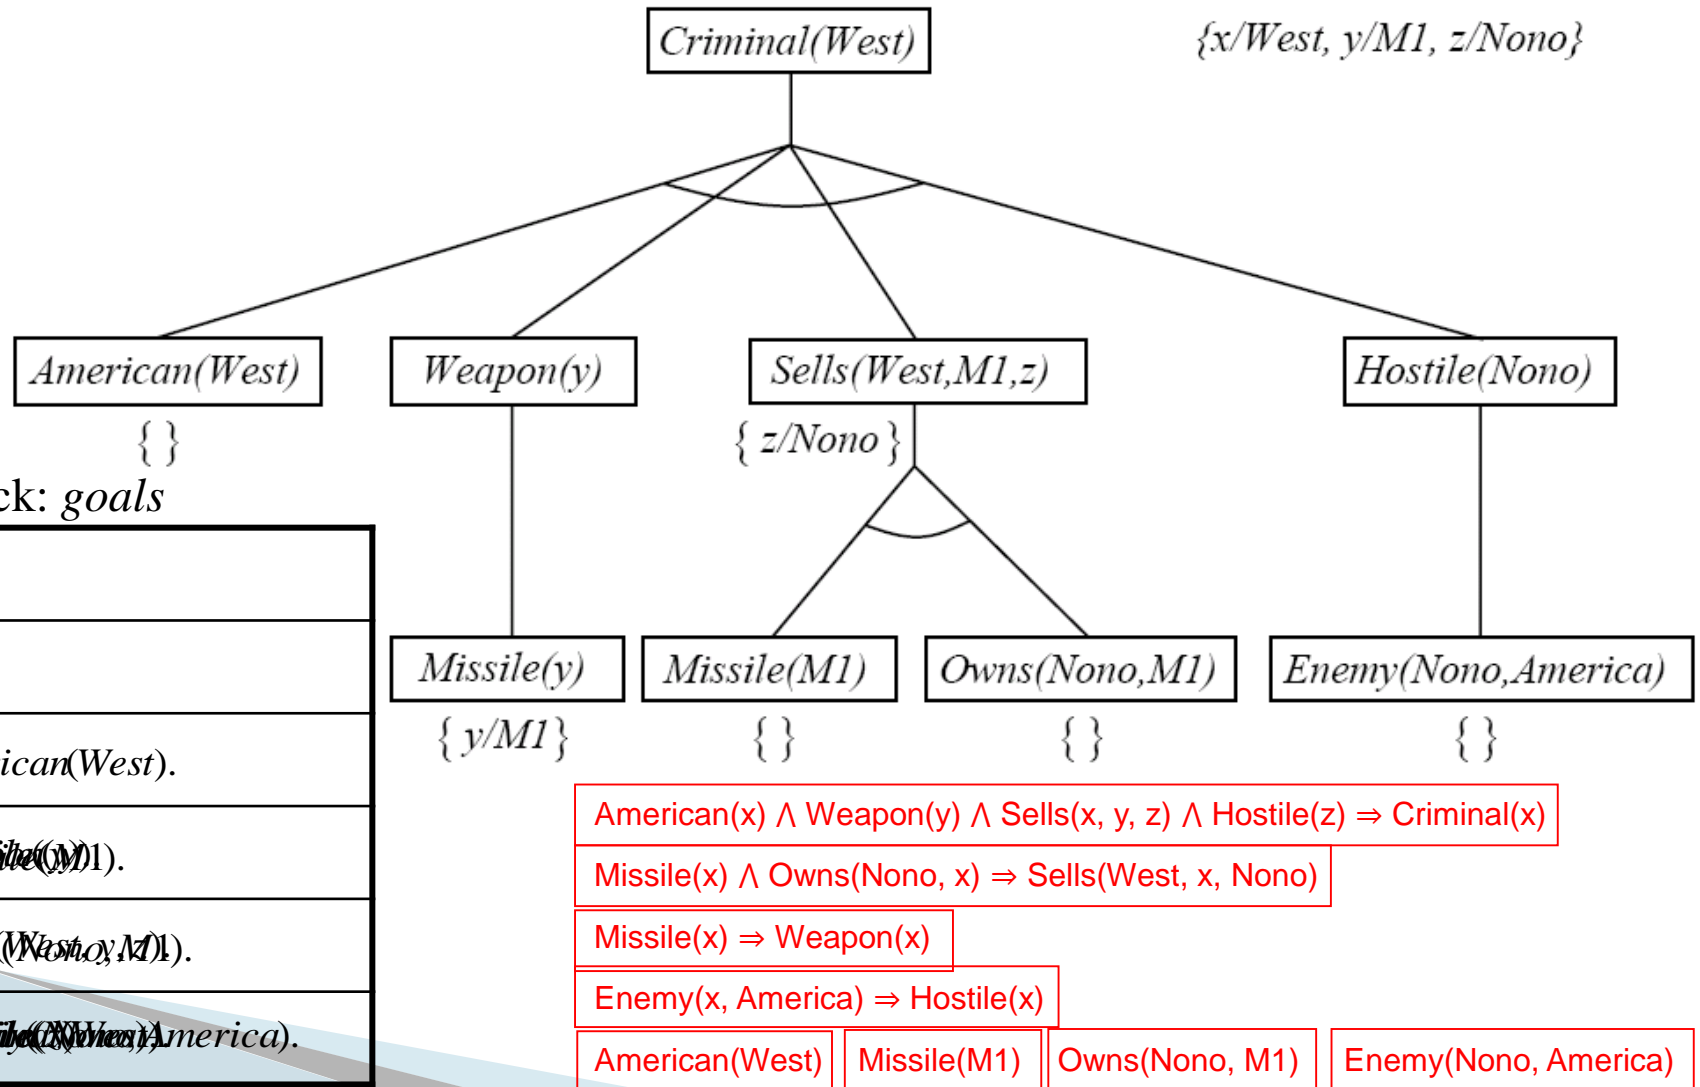 Criminal(West)
{x/West, y/M1, z/Nono}
American(West)
Weapon(y)
Sells(West,M1,z)
Hostile(Nono)
{ }
{ z/Nono }
ck: goals
Missile(y)
Missile(M1)
Owns(Nono,M1)
Enemy(Nono,America)
{ y/M1 }
{ }
{ }
{ }
ican(West).
American(x) ∧ Weapon(y) ∧ Sells(x, y, z) ∧ Hostile(z) ⇒ Criminal(x)
Missile(x) ∧ Owns(Nono, x) ⇒ Sells(West, x, Nono)
Missile(x) ⇒ Weapon(x)
Enemy(x, America) ⇒ Hostile(x)
American(West)
Missile(M1)
Owns(Nono, M1)
Enemy(Nono, America)